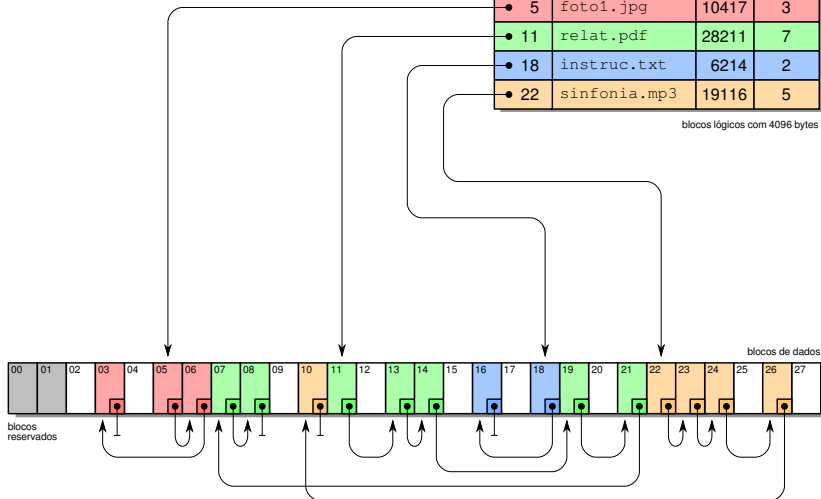 5 foto1.jpg 10417 3
11 relat.pdf 28211 7
18 instruc.txt 6214 2
22 sinfonia.mp3 19116 5
blocos lógicos com 4096 bytes
blocos de dados
00 01 02 03 04 05 06 07 08 09 10 11 12 13 14 15 16 17 18 19 20 21 22 23 24 25 26 27
blocos
reservados